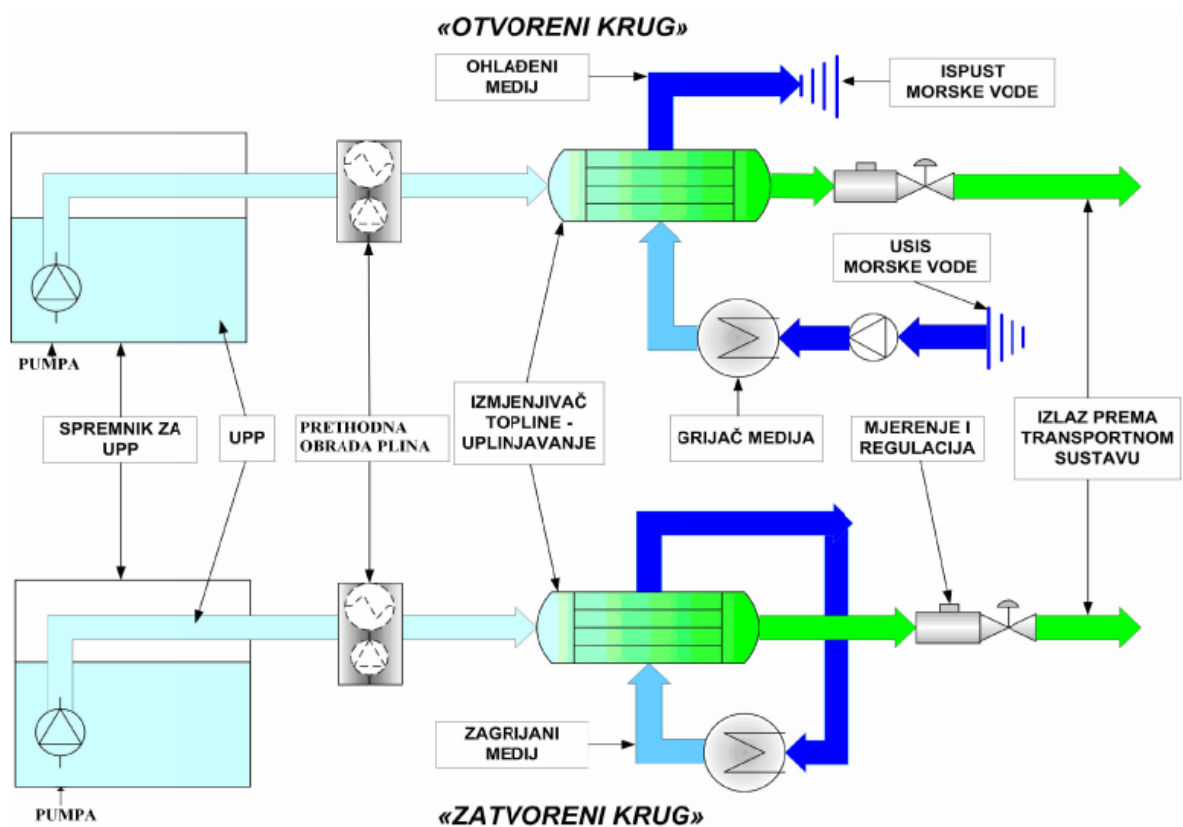 «OTVORENI KRUG»
OHLAĐENI
MEDIJ
ISPUST
MORSKE VODE
USIS
MORSKE VODE
PUMPA
SPREMNIK ZA
UPP
UPP
PRETHODNA
OBRADA PLINA
IZMJENJIVAČ
TOPLINE -
UPLINJAVANJE
GRIJAČ MEDIJA
MJERENJE I
REGULACIJA
IZLAZ PREMA
TRANSPORTNOM
SUSTAVU
ZAGRIJANI
MEDIJ
PUMPA
«ZATVORENI KRUG»